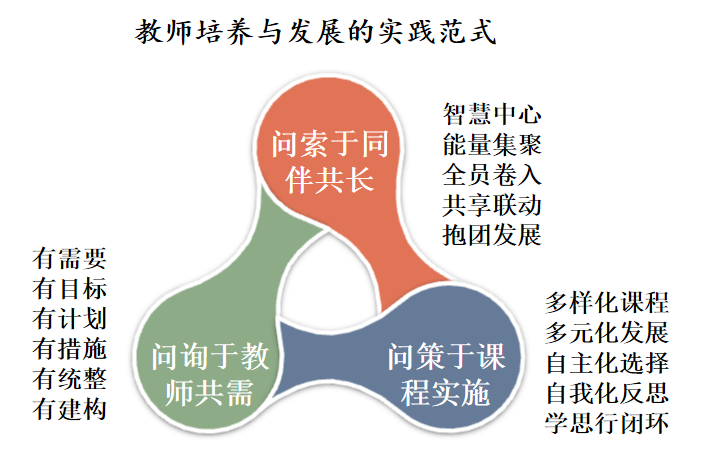 教师培养与发展的实践范式
问索于同
伴共长
智慧中心
能量集聚
全员卷入
共享联动
抱团发展
有需要
有目标
有计划
有措施
有统整
有建构
问询于教
师共需
问策于课
程实施
多样化课程
多元化发展
自主化选择
自我化反思
学思行闭环